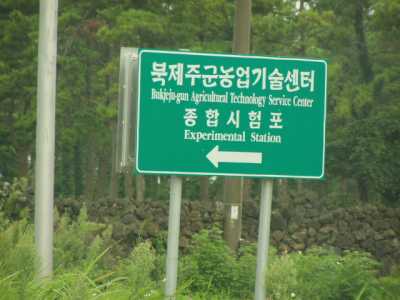 북제주군농업기술센터
Bukjeju-gun Agricultural Technology Service Center
종합시험포
Experimental Station